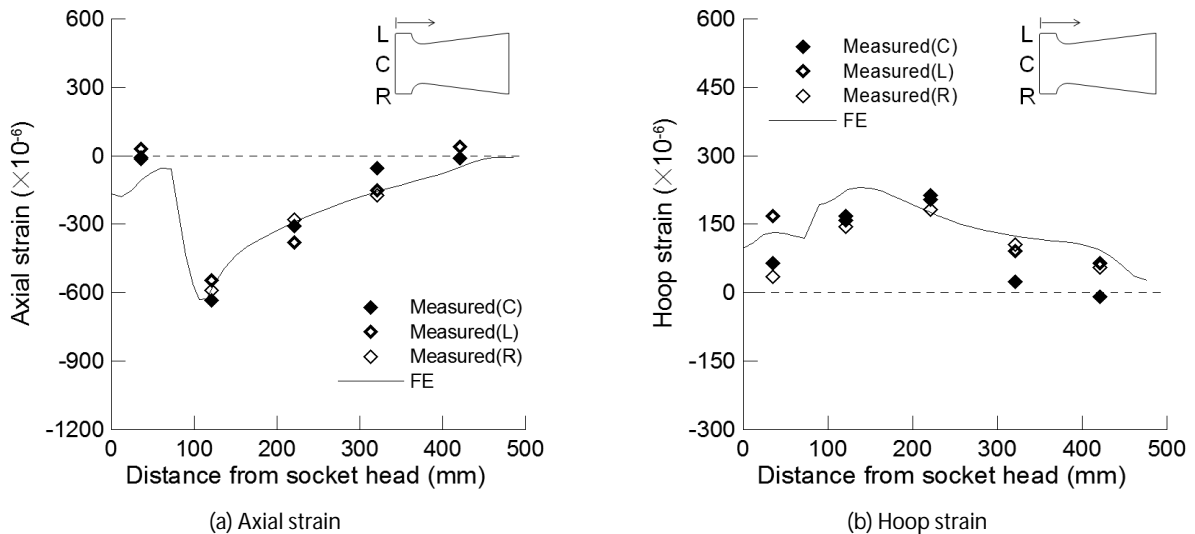 600
300
0
-300
-600
-900
-1200
Axial strain (×10-6)
L
C
R
Measured(C)
Measured(L)
Measured(R)
FE
0 100 200 300 400 500
Distance from socket head (mm)
(a) Axial strain
600
450
300
150
0
-150
-300
Hoop strain (×10-6)
Measured(C)
Measured(L)
Measured(R)
FE
L
C
R
0 100 200 300 400 500
Distance from socket head (mm)
(b) Hoop strain